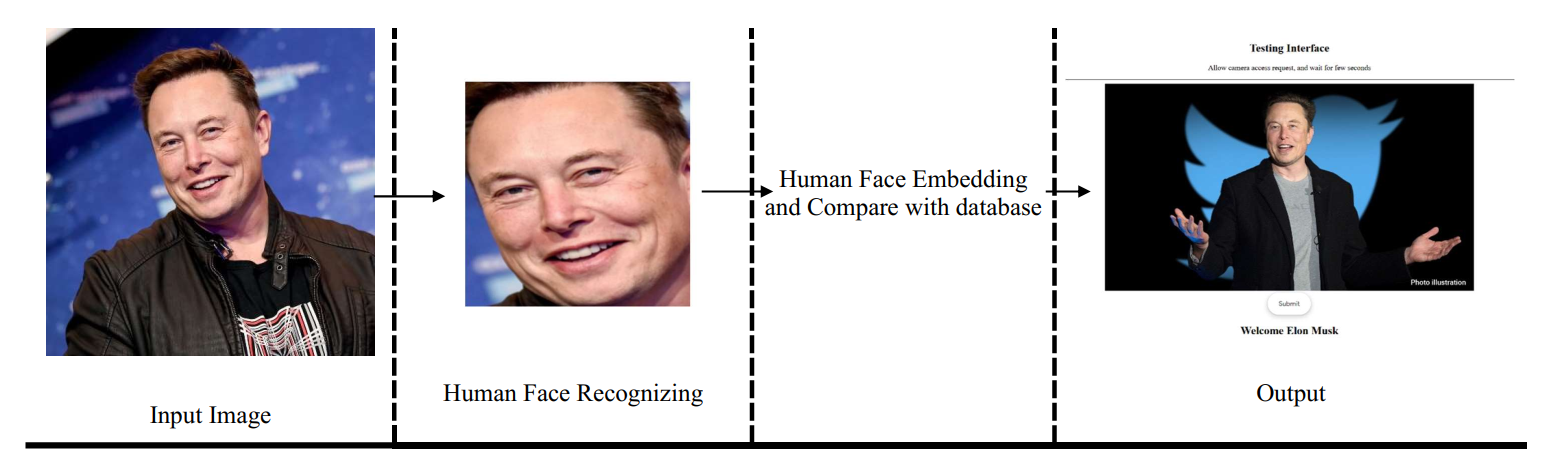 Input Image
Human Face Recognizing
Human Face Embedding
and Compare with database
Testing Interface
Allow camera access request, and wait for few seconds
Photo illustration
Submit
Welcome Elon Musk
Output